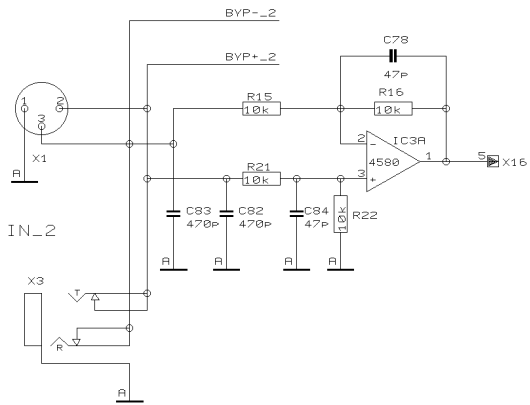 BYP-_2
BYP+_2
C78
47p
R15
10k
R16
10k
1
2
3
X1
A
2
-
IC3A
4580
1
5
X16
3
+
R21
10k
C83
470p
C82
470p
C84
47p
10k
R22
IN_2
A
A
A
A
X3
T
R
A